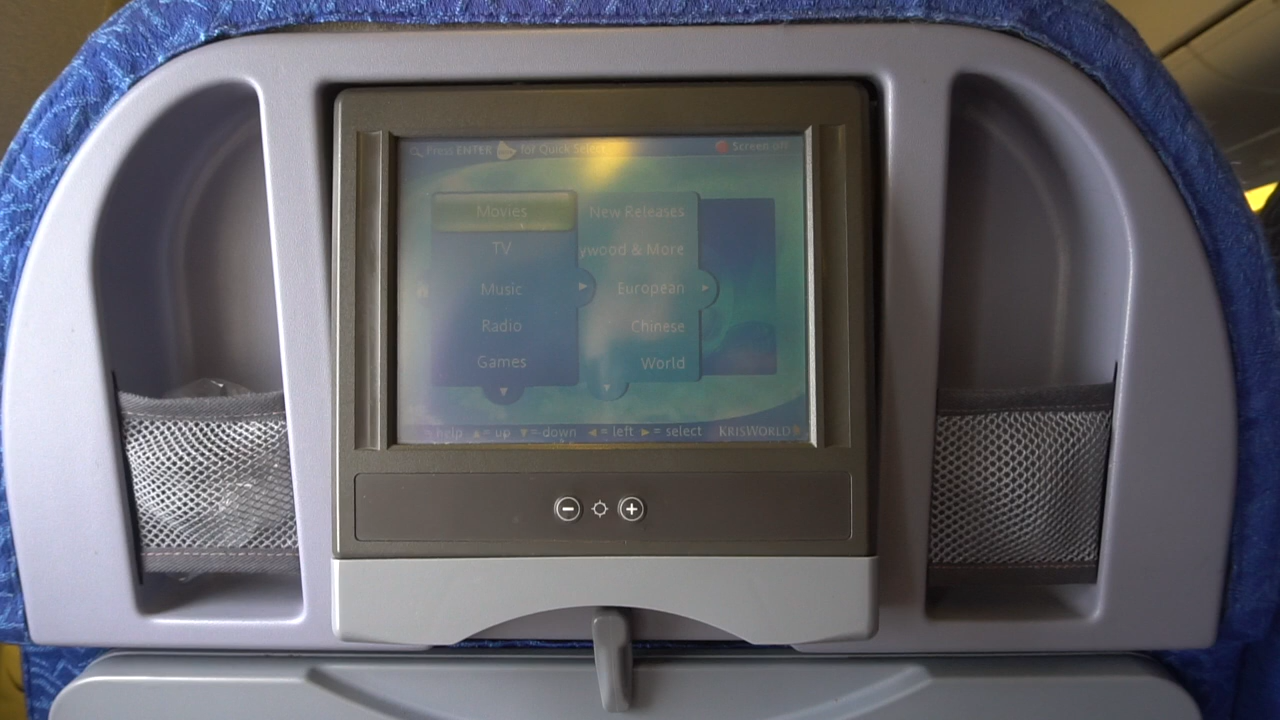 Press ENTER for Quick Select
Screen off
Movies
TV
Music
Radio
Games
New Releases
ywood & More
European
Chinese
World
help ▲= up ▼=down ◄= left ►= select
KRISWORLD